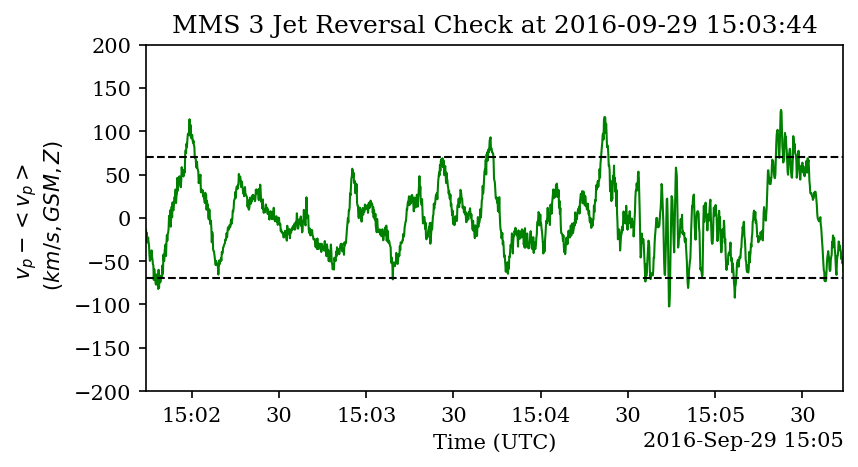 MMS 3 Jet Reversal Check at 2016-09-29 15:03:44
200
150
100
50
0
−50
−100
−150
−200
v_p − < v_p >
(km/s, GSM, Z)
15:02 30 15:03 30 15:04 30 15:05 30
Time (UTC)
2016-Sep-29 15:05